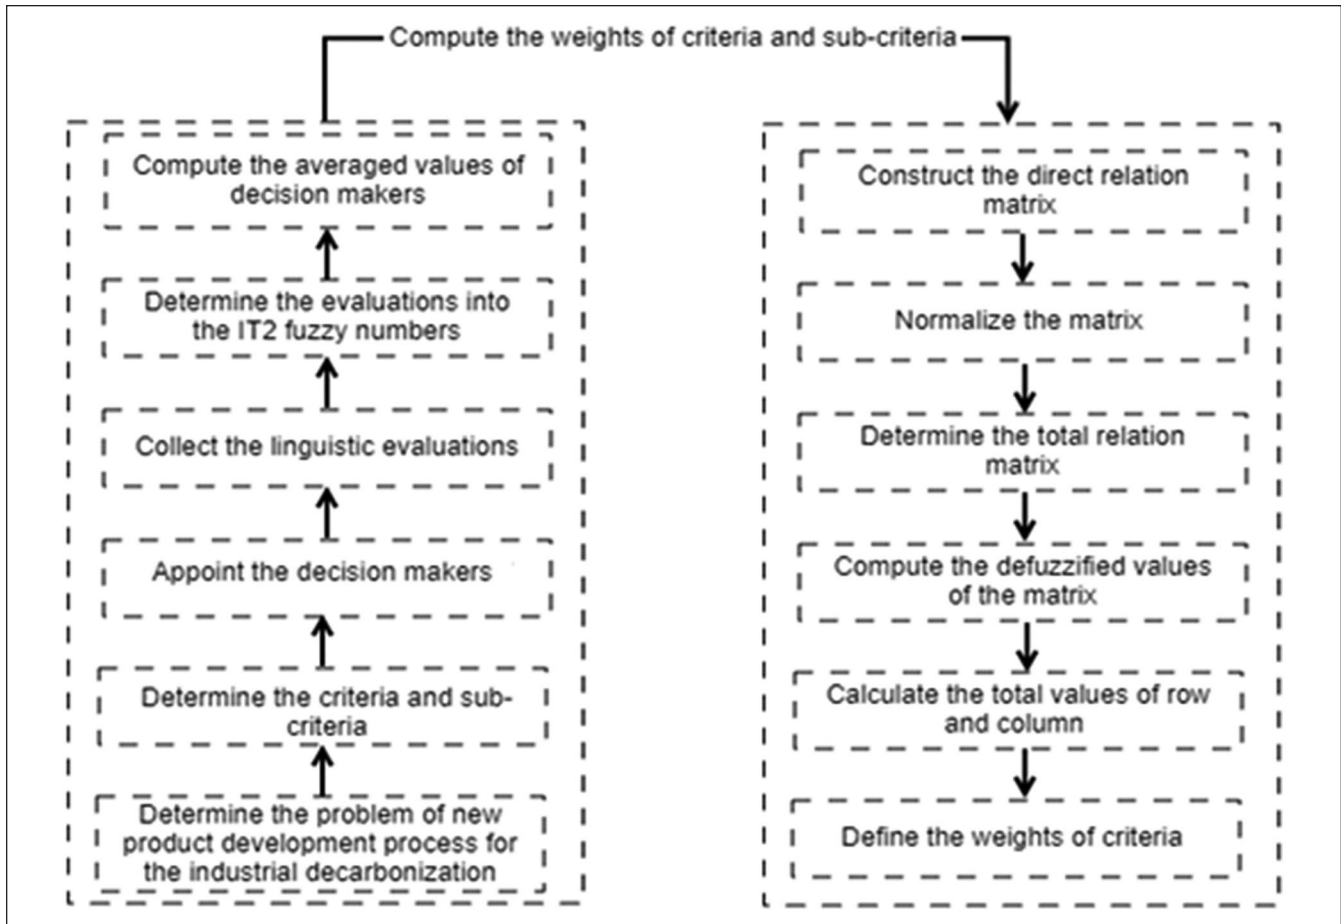 Compute the weights of criteria and sub-criteria
Compute the averaged values of
decision makers
Determine the evaluations into
the IT2 fuzzy numbers
Collect the linguistic evaluations
Appoint the decision makers
Determine the criteria and sub-
criteria
Determine the problem of new
product development process for
the industrial decarbonization
Construct the direct relation
matrix
Normalize the matrix
Determine the total relation
matrix
Compute the defuzzified values
of the matrix
Calculate the total values of row
and column
Define the weights of criteria